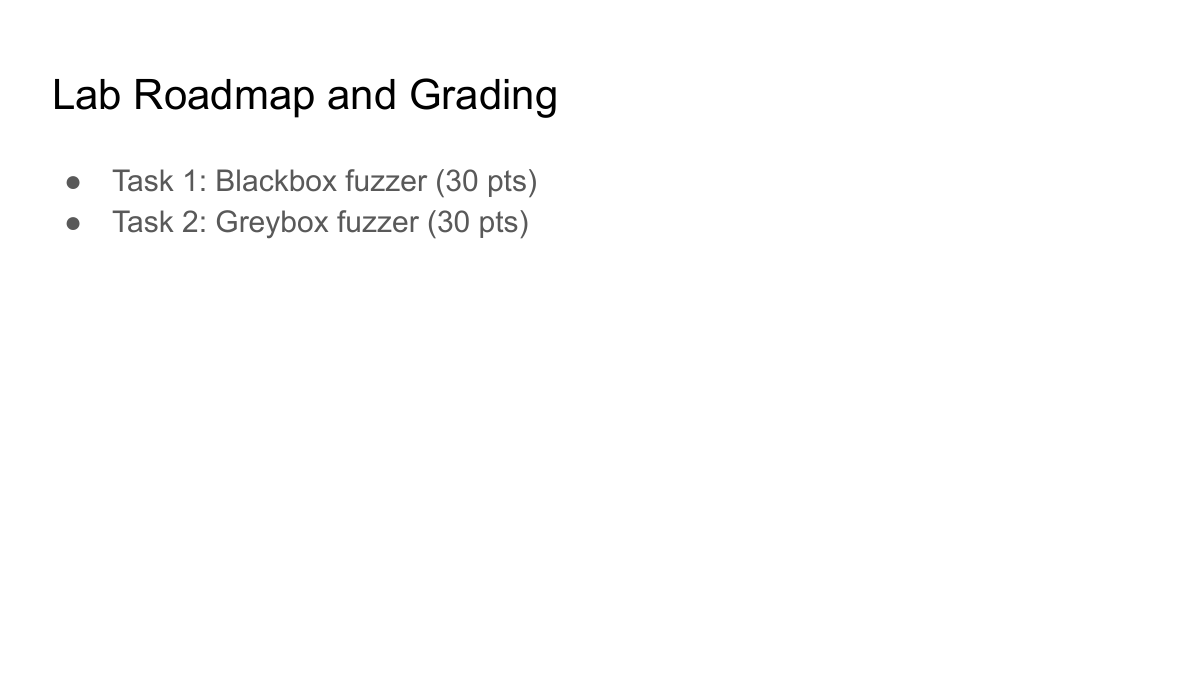 Lab Roadmap and Grading
● Task 1: Blackbox fuzzer (30 pts)
● Task 2: Greybox fuzzer (30 pts)